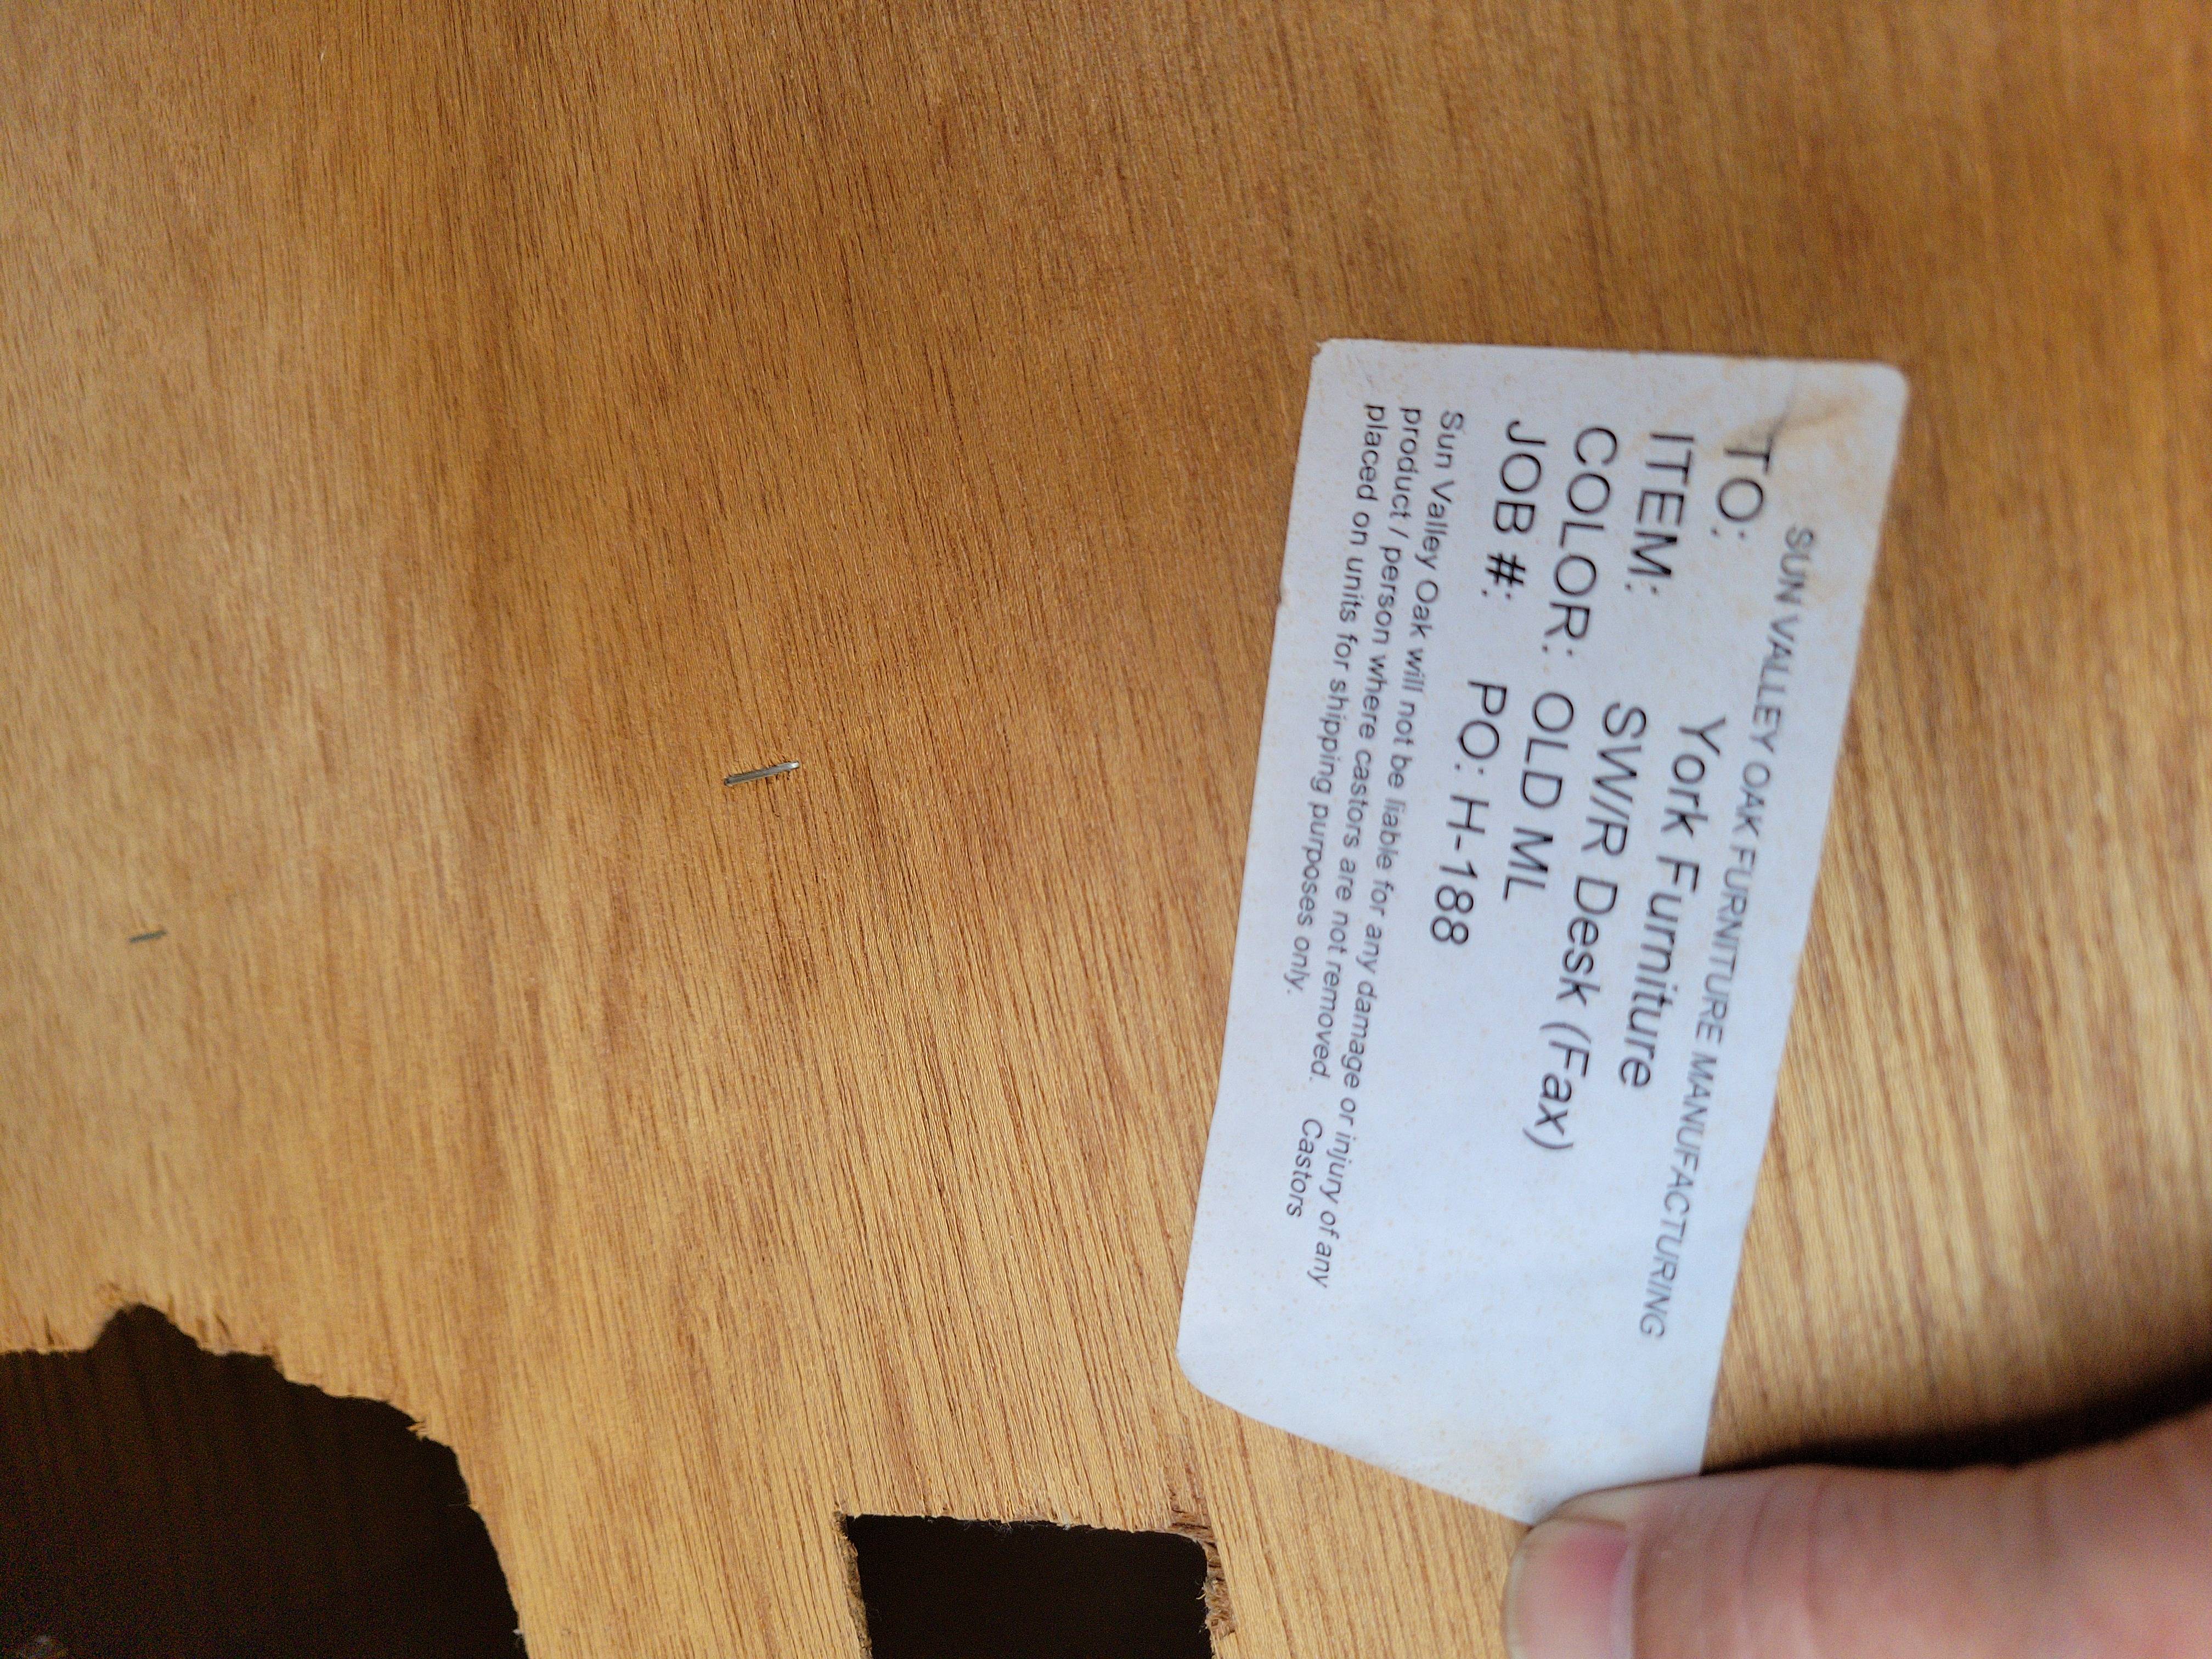 SUN VALLEY OAK FURNITURE MANUFACTURING
TO: York Furniture
ITEM: SW/R Desk (Fax)
COLOR: OLD ML
JOB #: PO: H-188
Sun Valley Oak will not be liable for any damage or injury of any
product / person where castors are not removed. Castors
placed on units for shipping purposes only.